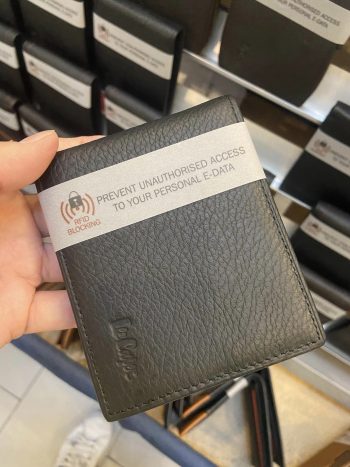 PREVENT UNAUTHORISED ACCESS
TO YOUR PERSONAL E-DATA
RFID
BLOCKING